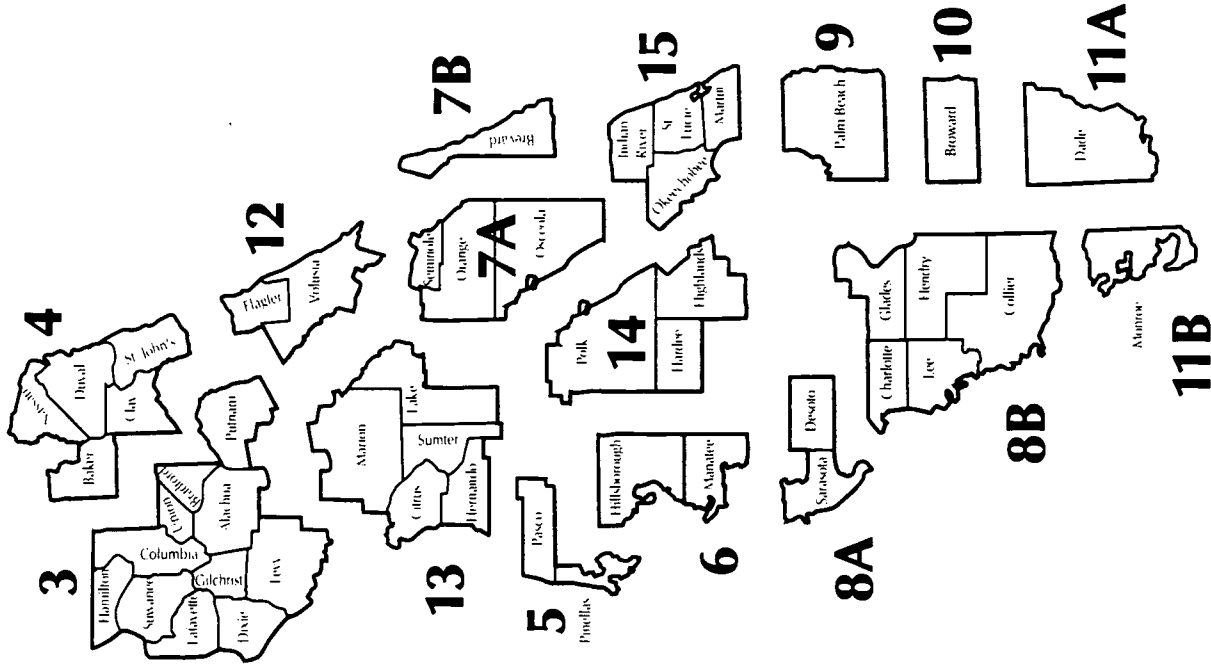 3
Hamilton
Suwannee
Lafayette
Dixie
Columbia
Gilchrist
Levy
Union
Bradford
Alachua
Putnam
4
Baker
Nassau
Duval
Clay
St. John's
12
Flagler
Volusia
13
Marion
Citrus
Sumter
Lake
Hernando
5
Pasco
Pinellas
6
Hillsborough
Manatee
7A
Seminole
Orange
Osceola
7B
Brevard
14
Polk
Hardee
Highlands
15
Indian
River
St
Lucie
Okeechobee
Martin
8A
Sarasota
Desoto
8B
Charlotte
Glades
Lee
Hendry
Collier
9
Palm Beach
10
Broward
11A
Dade
11B
Monroe